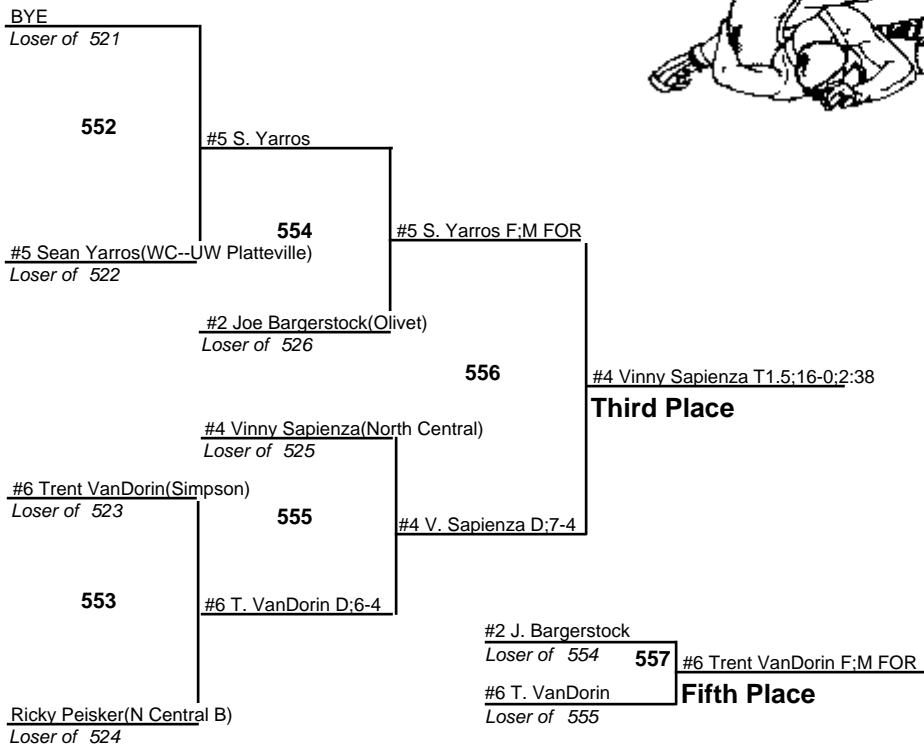 BYE
Loser of 521
552
#5 S. Yarros
554
#5 S. Yarros F;M FOR
#5 Sean Yarros(WC--UW Platteville)
Loser of 522
#2 Joe Bargerstock(Olivet)
Loser of 526
556
#4 Vinny Sapienza T1.5;16-0;2:38
Third Place
#4 Vinny Sapienza(North Central)
Loser of 525
#6 Trent VanDorin(Simpson)
Loser of 523
555
#4 V. Sapienza D;7-4
553
#6 T. VanDorin D;6-4
#2 J. Bargerstock
Loser of 554
557
#6 Trent VanDorin F;M FOR
Fifth Place
#6 T. VanDorin
Loser of 555
Ricky Peisker(N Central B)
Loser of 524